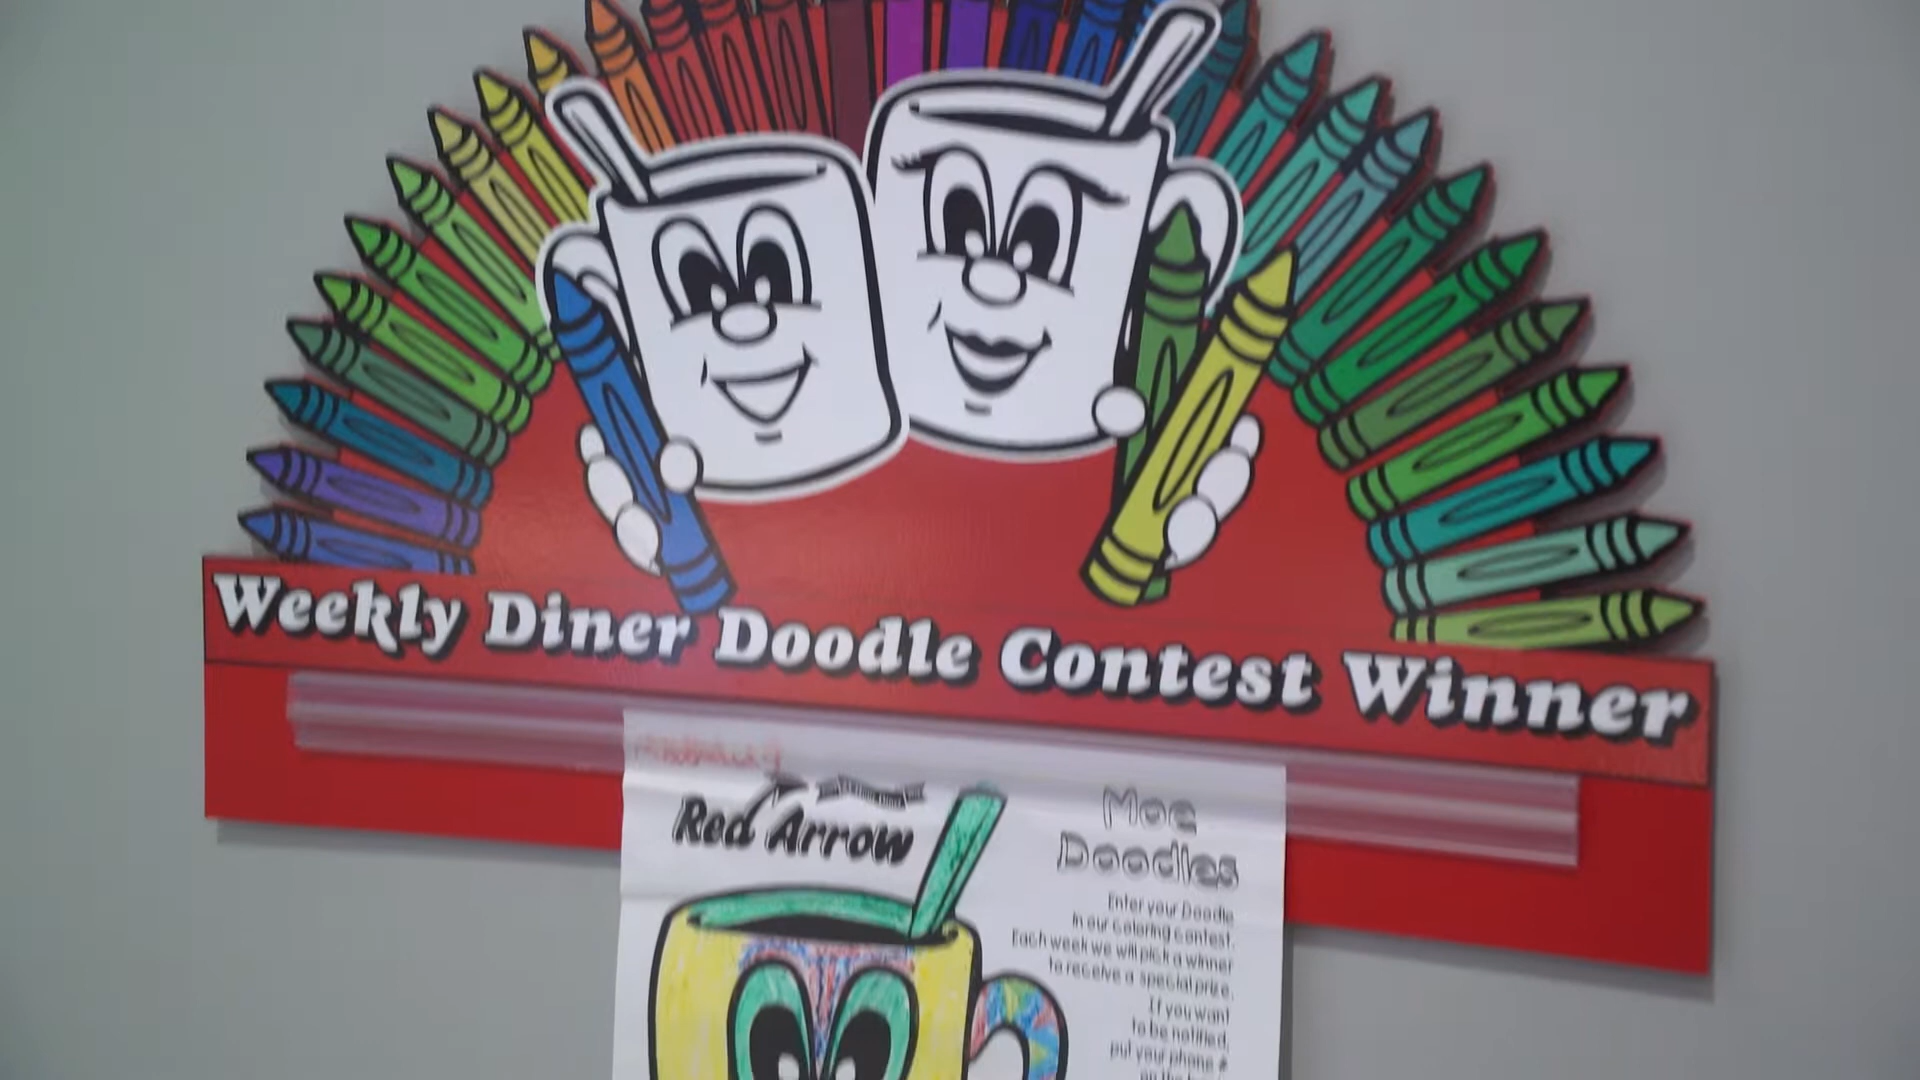 Weekly Diner Doodle Contest Winner
Red Arrow
Moe
Doodles
Enter your Doodle
in our coloring contest.
Each week we will pick a winner
to receive a special prize.
If you want
to be notified,
put your phone #